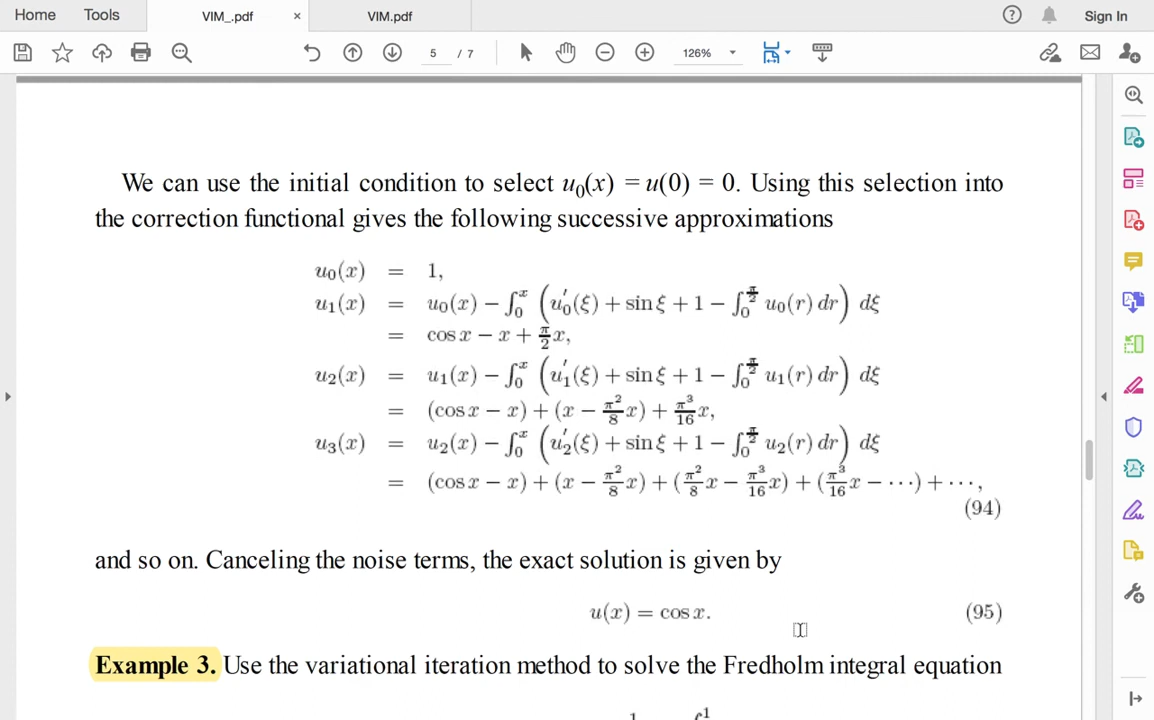 Home Tools VIM_.pdf × VIM.pdf Sign In
5 / 7 126%
We can use the initial condition to select u₀(x) = u(0) = 0. Using this selection into
the correction functional gives the following successive approximations
u₀(x) = 1,
u₁(x) = u₀(x) − ∫₀ˣ (u₀′(ξ) + sin ξ + 1 − ∫₀^(π/2) u₀(r) dr) dξ
= cos x − x + π/2 x,
u₂(x) = u₁(x) − ∫₀ˣ (u₁′(ξ) + sin ξ + 1 − ∫₀^(π/2) u₁(r) dr) dξ
= (cos x − x) + (x − π²/8 x) + π³/16 x,
u₃(x) = u₂(x) − ∫₀ˣ (u₂′(ξ) + sin ξ + 1 − ∫₀^(π/2) u₂(r) dr) dξ
= (cos x − x) + (x − π²/8 x) + (π²/8 x − π³/16 x) + (π³/16 x − ⋯) + ⋯,
(94)
and so on. Canceling the noise terms, the exact solution is given by
u(x) = cos x. (95)
Example 3. Use the variational iteration method to solve the Fredholm integral equation
1 ∫¹